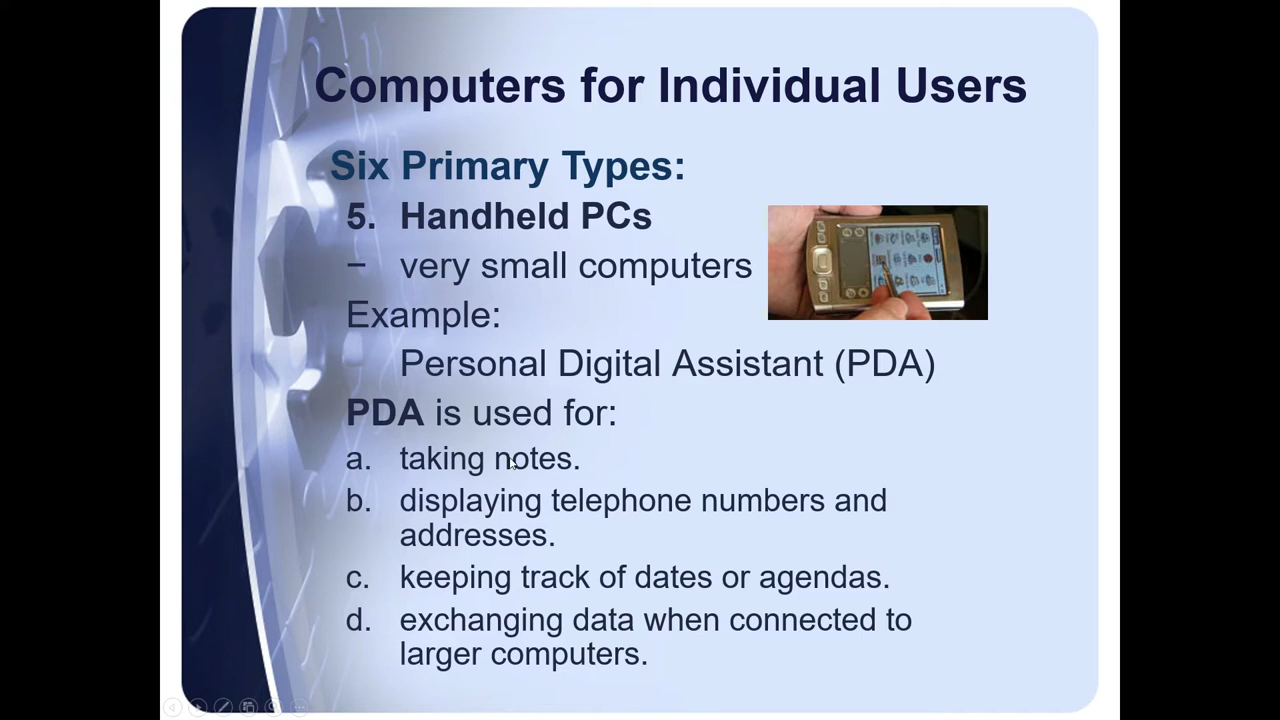 Computers for Individual Users
Six Primary Types:
5. Handheld PCs
– very small computers
Example:
Personal Digital Assistant (PDA)
PDA is used for:
a. taking notes.
b. displaying telephone numbers and
addresses.
c. keeping track of dates or agendas.
d. exchanging data when connected to
larger computers.